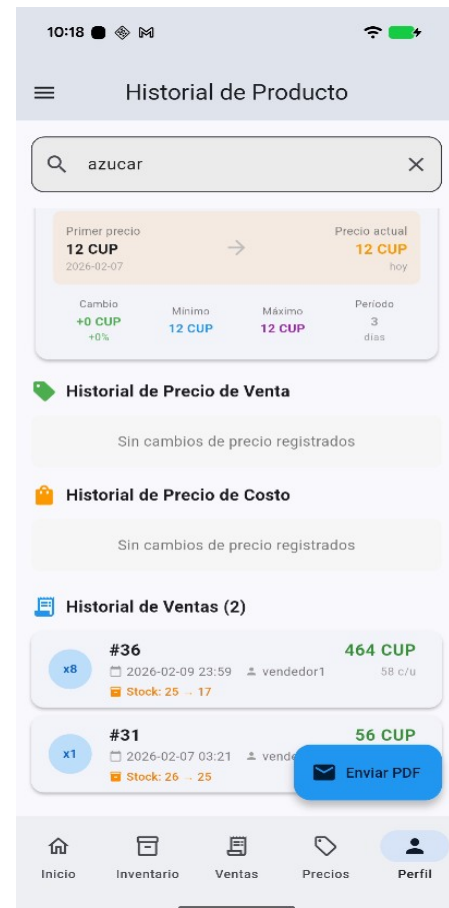 10:18
Historial de Producto
azucar
Primer precio Precio actual
12 CUP → 12 CUP
2026-02-07 hoy
Cambio Mínimo Máximo Período
+0 CUP 12 CUP 12 CUP 3
+0% días
Historial de Precio de Venta
Sin cambios de precio registrados
Historial de Precio de Costo
Sin cambios de precio registrados
Historial de Ventas (2)
#36 464 CUP
x8 2026-02-09 23:59 vendedor1 58 c/u
Stock: 25 → 17
#31 56 CUP
x1 2026-02-07 03:21
Stock: 26 → 25
Enviar PDF
Inicio Inventario Ventas Precios Perfil